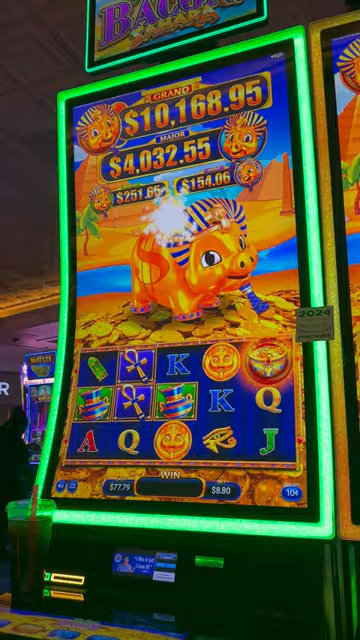 BACON
SAHARA
GRAND
$10,168.95
MAJOR
$4,032.55
$251.65
$154.06
K
K
Q
A
Q
J
WIN
$77.79
$8.80
10¢
2024